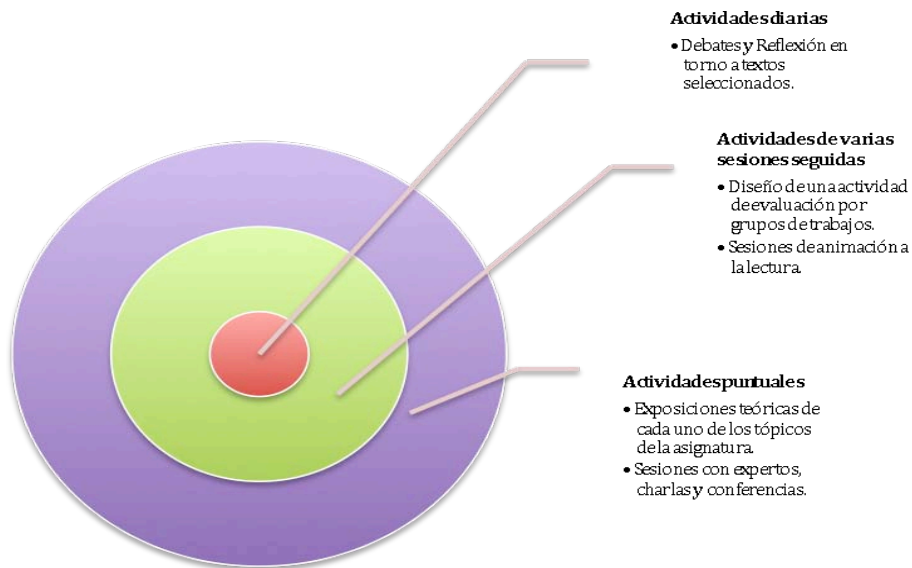 Actividades diarias
• Debates y Reflexión en
torno a textos
seleccionados.
Actividades de varias
sesiones seguidas
• Diseño de una actividad
de evaluación por
grupos de trabajos.
• Sesiones de animación a
la lectura.
Actividades puntuales
• Exposiciones teóricas de
cada uno de los tópicos
de la asignatura.
• Sesiones con expertos,
charlas y conferencias.